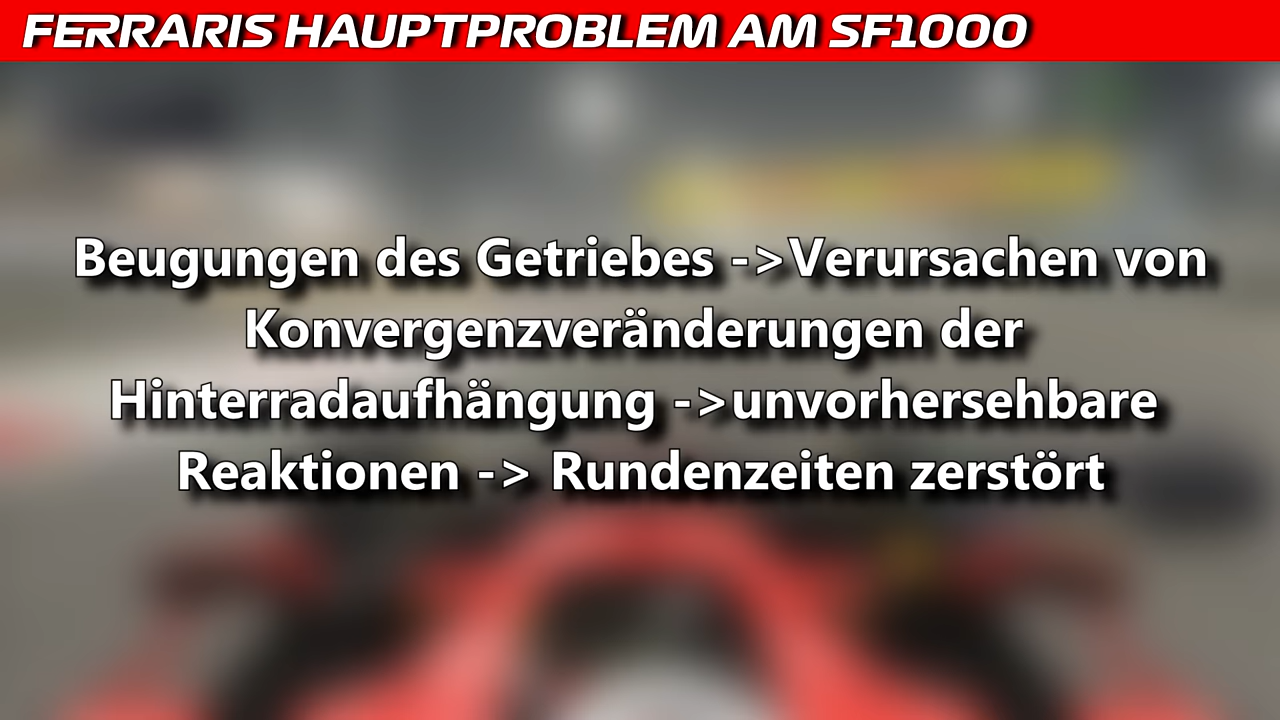 FERRARIS HAUPTPROBLEM AM SF1000
Beugungen des Getriebes ->Verursachen von
Konvergenzveränderungen der
Hinterradaufhängung ->unvorhersehbare
Reaktionen -> Rundenzeiten zerstört